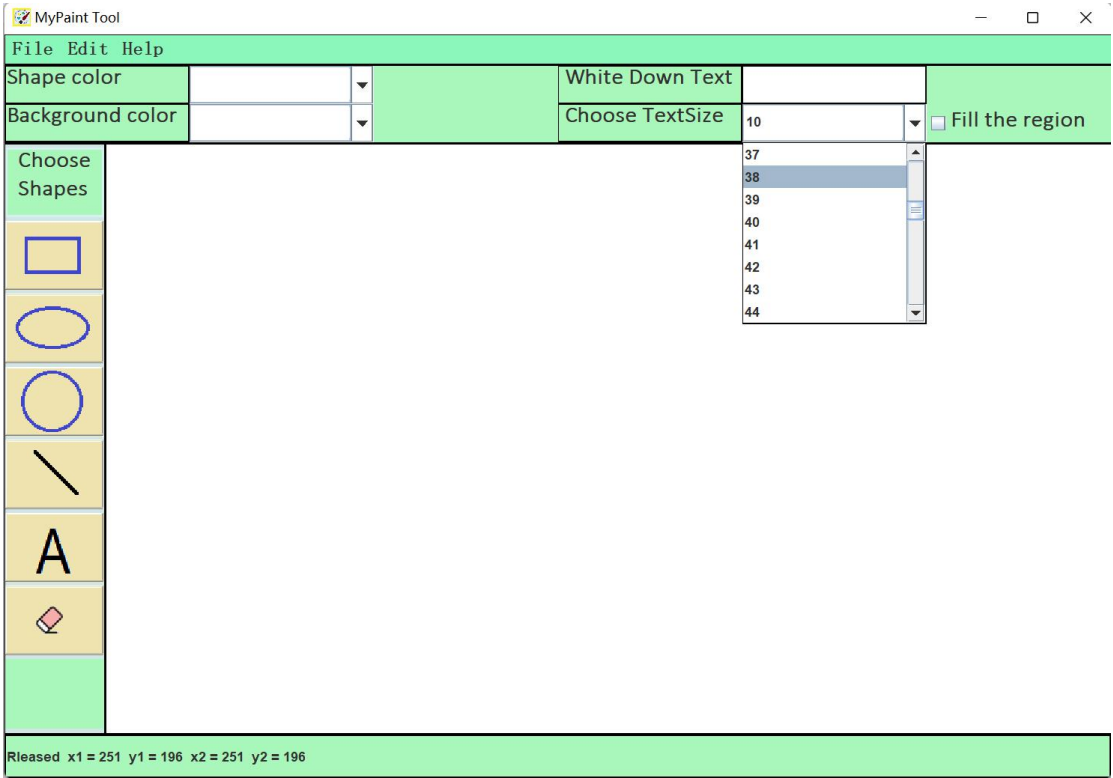 MyPaint Tool
File Edit Help
Shape color
White Down Text
Background color
Choose TextSize
10
Fill the region
37
38
39
40
41
42
43
44
Choose
Shapes
A
Rleased x1 = 251 y1 = 196 x2 = 251 y2 = 196